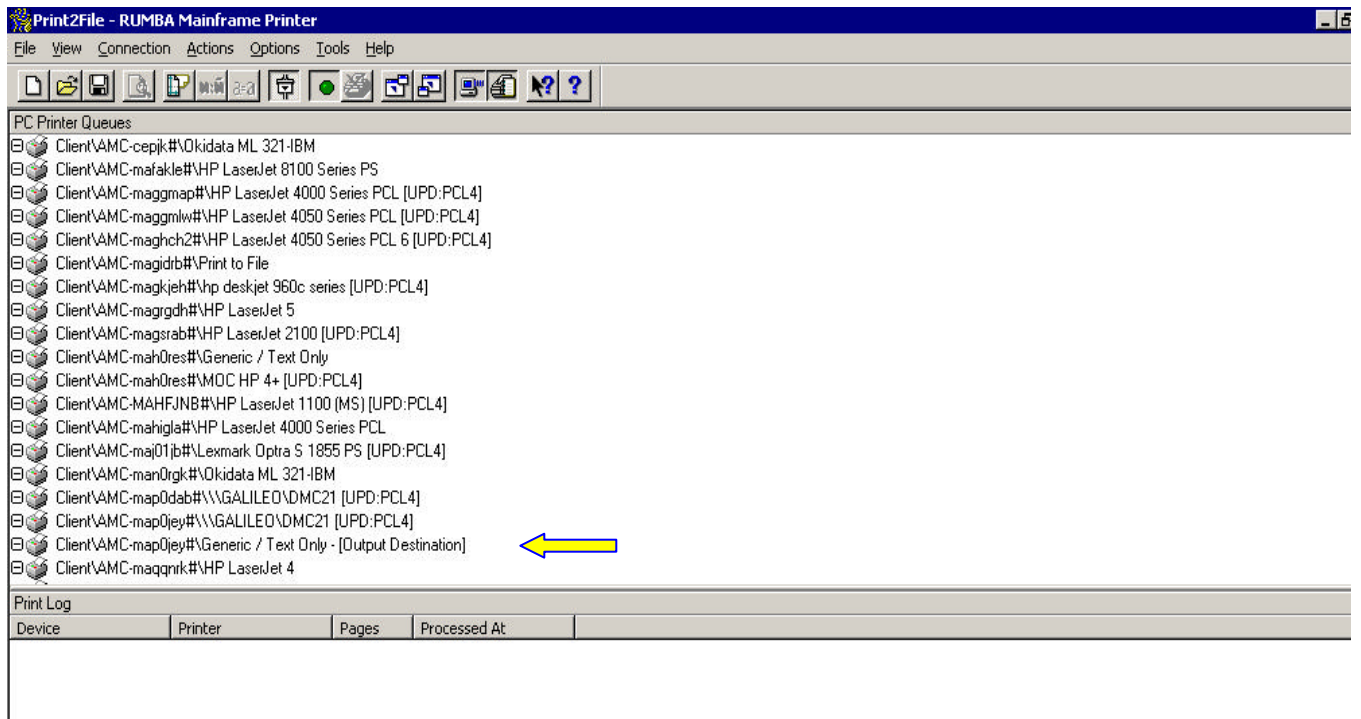 Print2File - RUMBA Mainframe Printer
File View Connection Actions Options Tools Help
PC Printer Queues
Client\AMC-cepjk#\Okidata ML 321-IBM
Client\AMC-mafakle#\HP LaserJet 8100 Series PS
Client\AMC-maggmap#\HP LaserJet 4000 Series PCL [UPD:PCL4]
Client\AMC-maggmlw#\HP LaserJet 4050 Series PCL [UPD:PCL4]
Client\AMC-maghch2#\HP LaserJet 4050 Series PCL 6 [UPD:PCL4]
Client\AMC-magidrb#\Print to File
Client\AMC-magkjeh#\hp deskjet 960c series [UPD:PCL4]
Client\AMC-magrgdh#\HP LaserJet 5
Client\AMC-magsrab#\HP LaserJet 2100 [UPD:PCL4]
Client\AMC-mah0res#\Generic / Text Only
Client\AMC-mah0res#\MOC HP 4+ [UPD:PCL4]
Client\AMC-MAHFJNB#\HP LaserJet 1100 (MS) [UPD:PCL4]
Client\AMC-mahigla#\HP LaserJet 4000 Series PCL
Client\AMC-maj01jb#\Lexmark Optra S 1855 PS [UPD:PCL4]
Client\AMC-man0rgk#\Okidata ML 321-IBM
Client\AMC-map0dab#\\\GALILEO\DMC21 [UPD:PCL4]
Client\AMC-map0jey#\\\GALILEO\DMC21 [UPD:PCL4]
Client\AMC-map0jey#\Generic / Text Only - [Output Destination]
Client\AMC-maqqnrk#\HP LaserJet 4
Print Log
Device Printer Pages Processed At